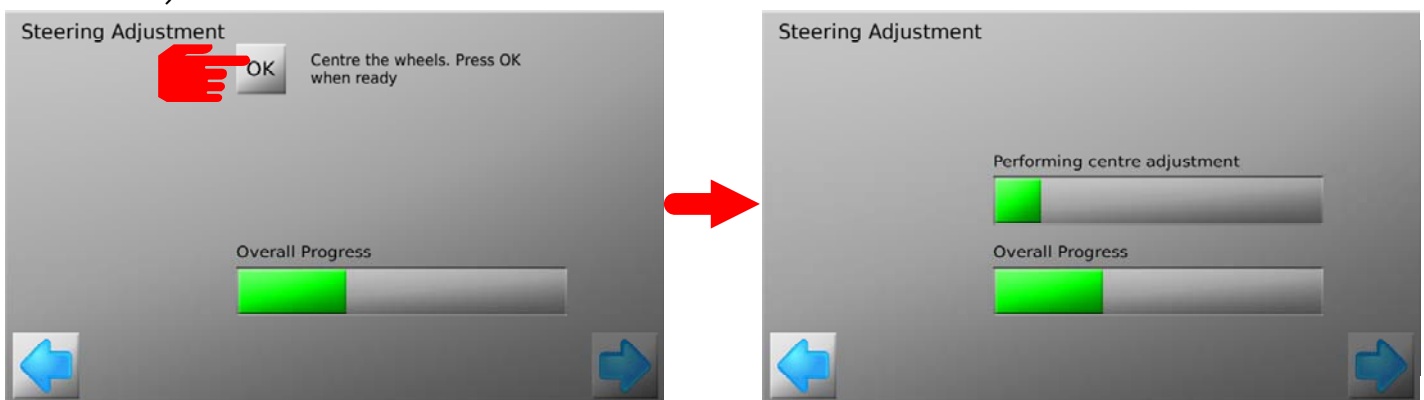 Steering Adjustment
OK
Centre the wheels. Press OK
when ready
Overall Progress
Steering Adjustment
Performing centre adjustment
Overall Progress